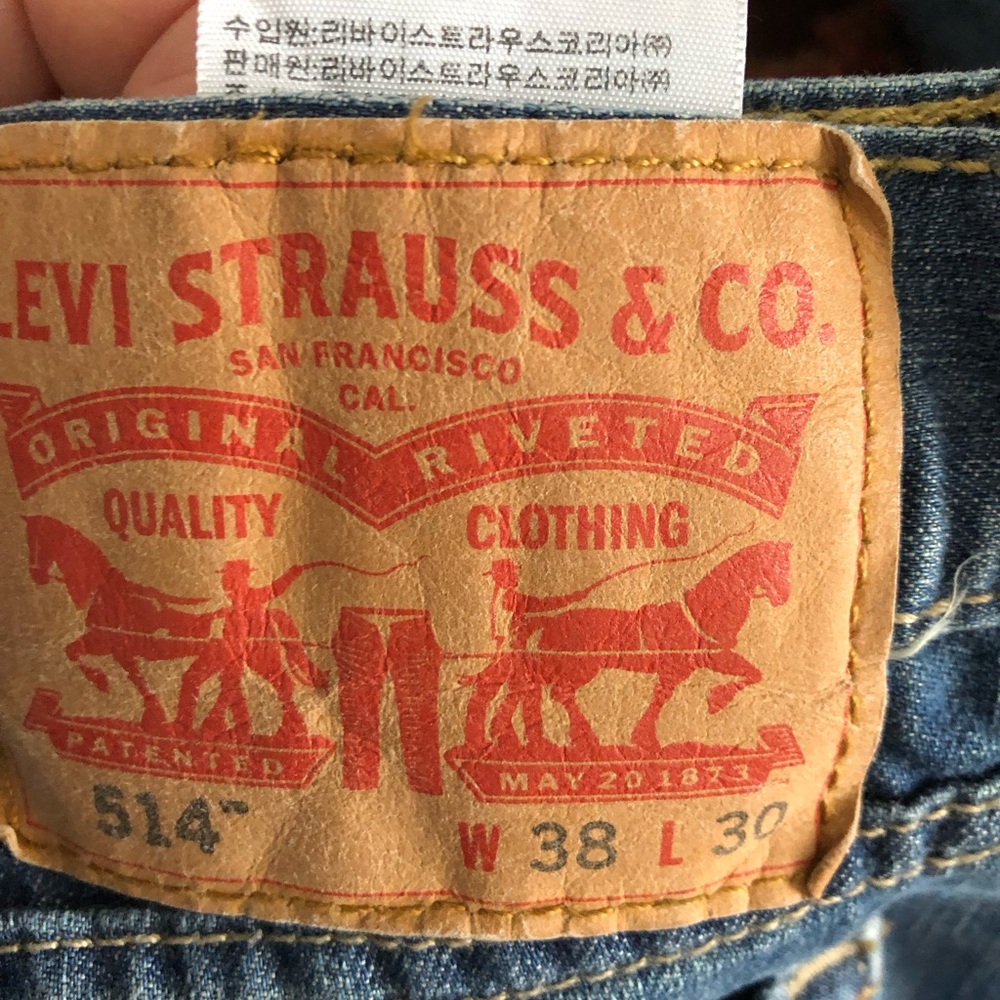 수입원:리바이스트라우스코리아㈜
판매원:리바이스트라우스코리아㈜
LEVI STRAUSS & CO.
SAN FRANCISCO
CAL.
ORIGINAL RIVETED
QUALITY CLOTHING
PATENTED MAY 20 1873
514™ W 38 L 30